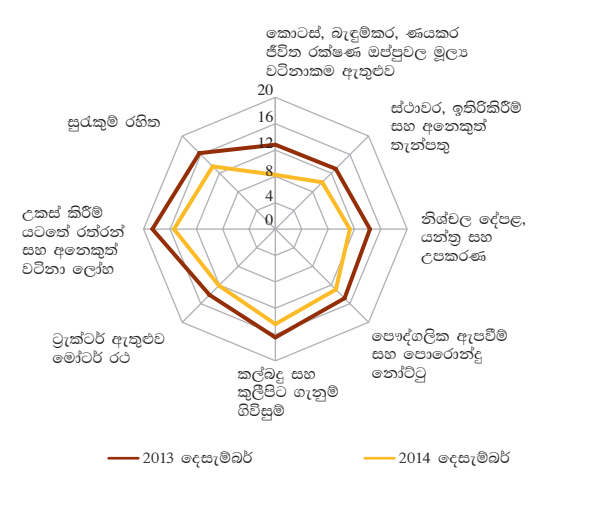 කොටස්, බැඳුම්කර, ණයකර
ජීවිත රක්ෂණ ඔප්පුවල මූල්‍ය
වටිනාකම ඇතුළුව
ස්ථාවර, ඉතිරිකිරීම්
සහ අනෙකුත්
තැන්පතු
නිශ්චල දේපළ,
යන්ත්‍ර සහ
උපකරණ
පෞද්ගලික ඇපවීම්
සහ පොරොන්දු
නෝට්ටු
කල්බදු සහ
කුලීපිට ගැනුම්
ගිවිසුම්
ට්‍රැක්ටර් ඇතුළුව
මෝටර් රථ
උකස් කිරීම්
යටතේ රත්රන්
සහ අනෙකුත්
වටිනා ලෝහ
සුරැකුම් රහිත
20
16
12
8
4
0
2013 දෙසැම්බර්
2014 දෙසැම්බර්